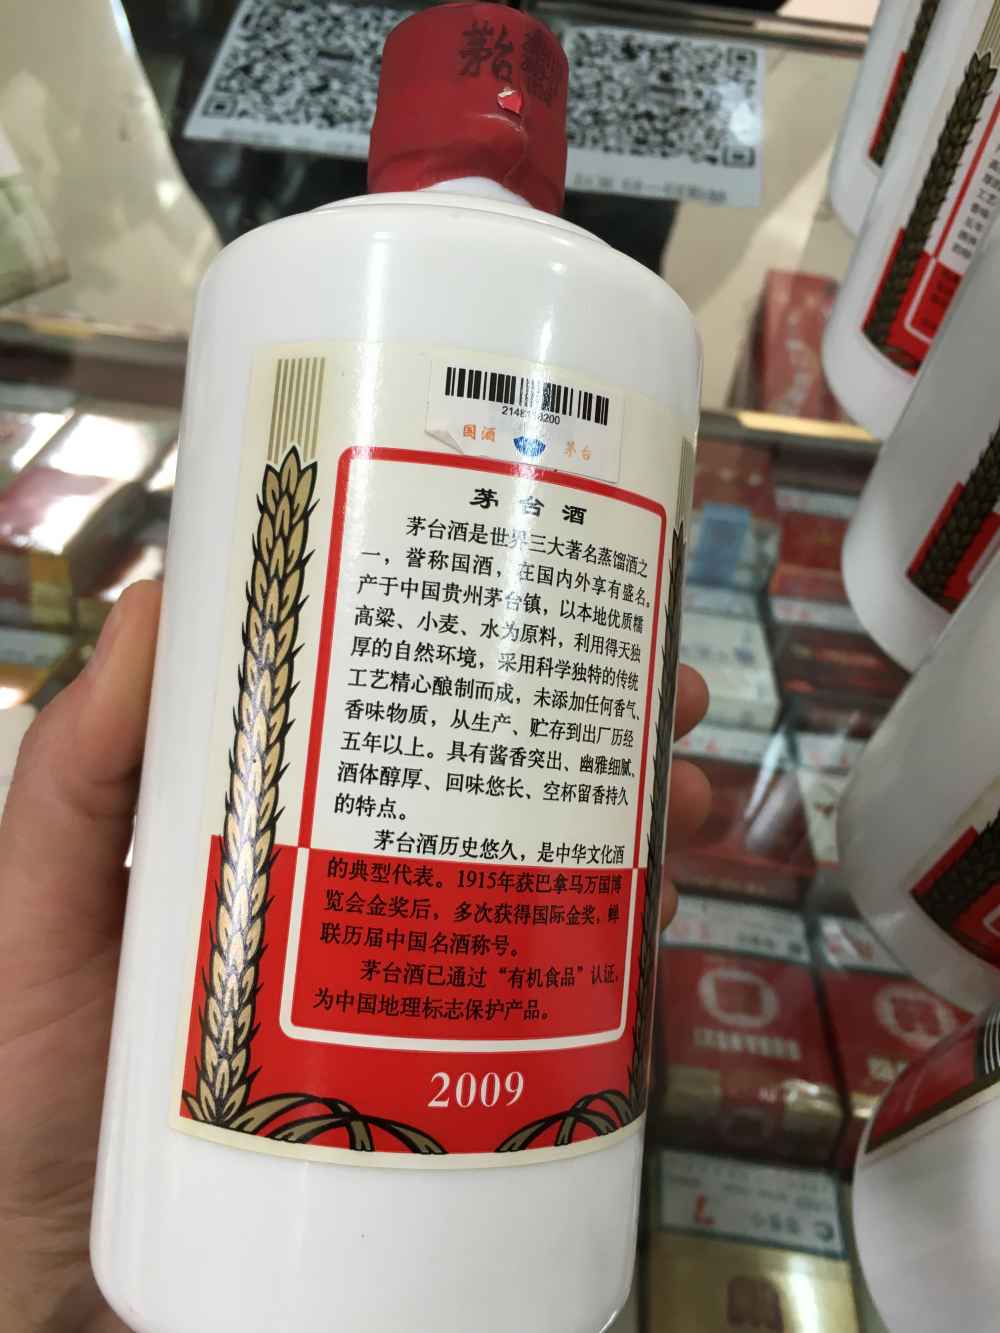 茅台
国酒
茅台
茅台酒
茅台酒是世界三大著名蒸馏酒之
一，誉称国酒，在国内外享有盛名。
产于中国贵州茅台镇，以本地优质糯
高粱、小麦、水为原料，利用得天独
厚的自然环境，采用科学独特的传统
工艺精心酿制而成，未添加任何香气、
香味物质，从生产、贮存到出厂历经
五年以上。具有酱香突出、幽雅细腻、
酒体醇厚、回味悠长、空杯留香持久
的特点。
茅台酒历史悠久，是中华文化酒
的典型代表。1915年获巴拿马万国博
览会金奖后，多次获得国际金奖，蝉
联历届中国名酒称号。
茅台酒已通过“有机食品”认证，
为中国地理标志保护产品。
2009